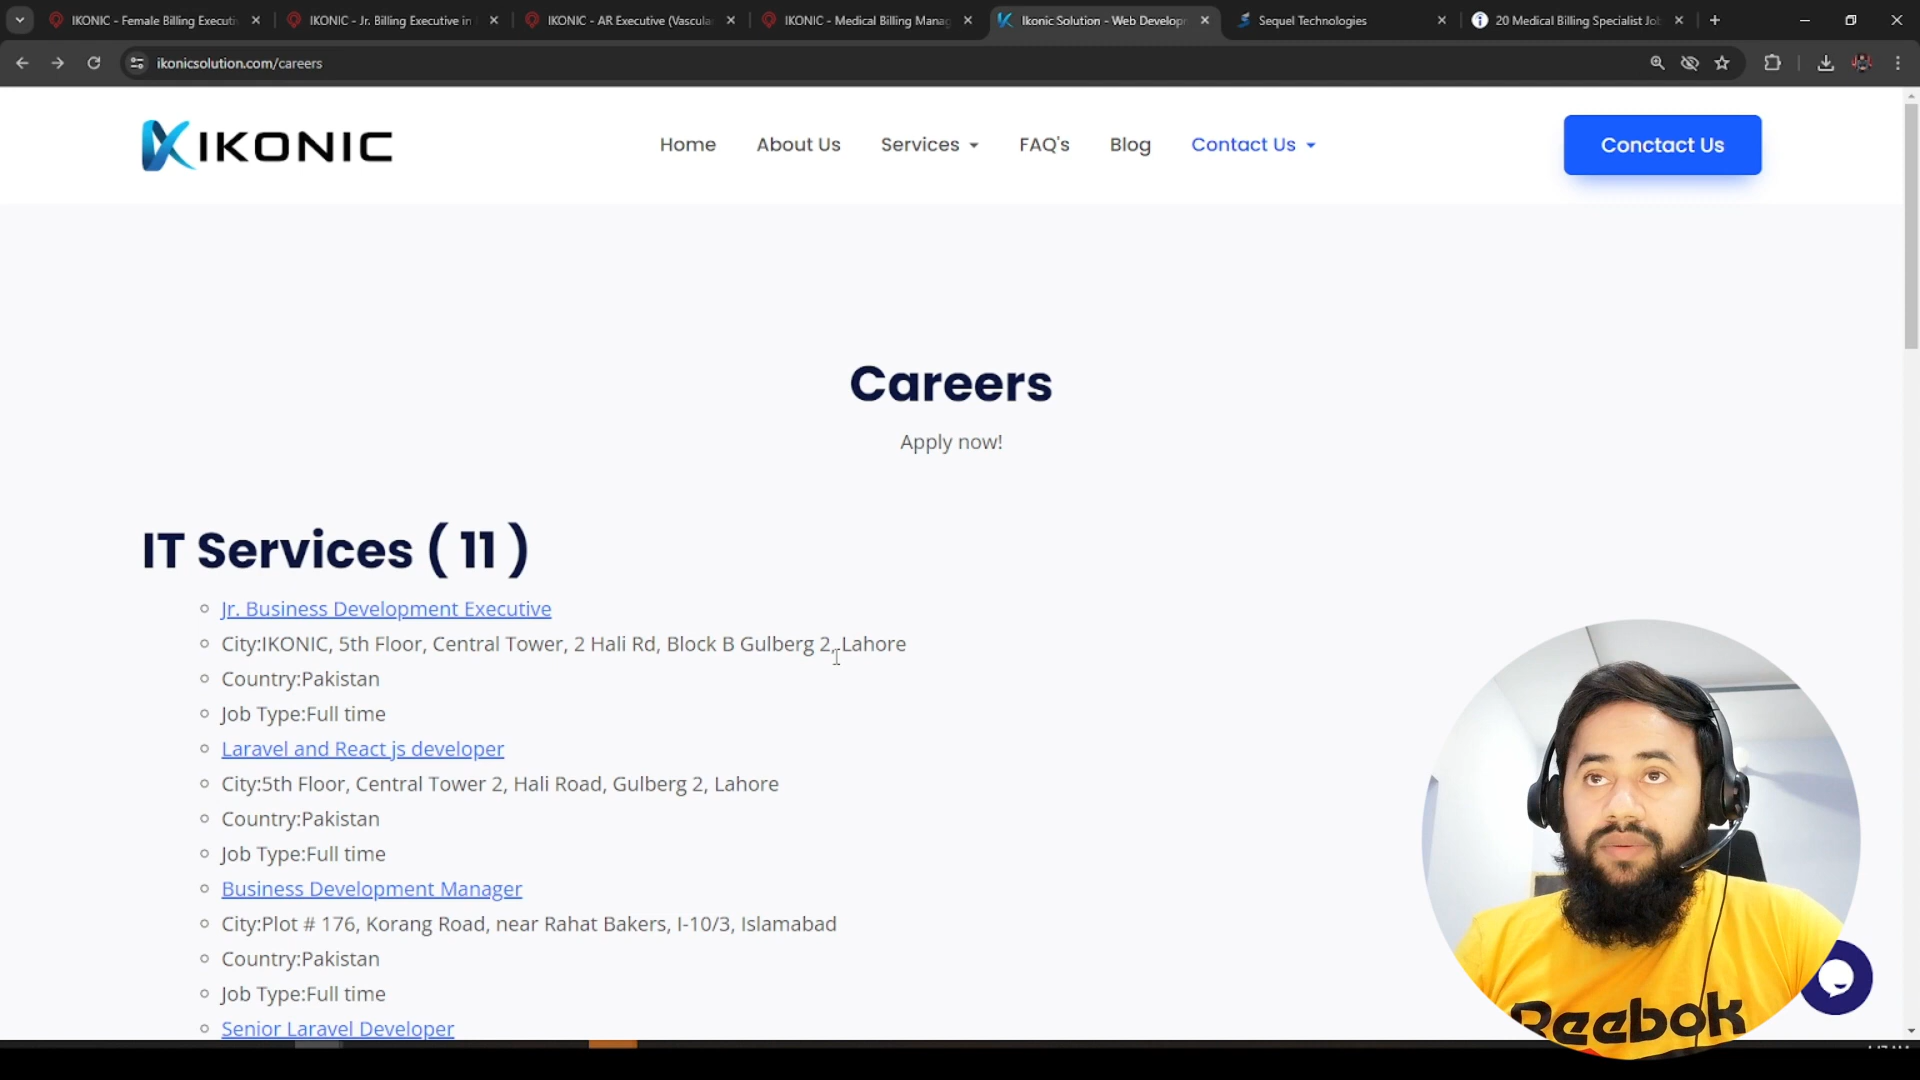 IKONIC - Female Billing Executi
IKONIC - Jr. Billing Executive in
IKONIC - AR Executive (Vascula
IKONIC - Medical Billing Manag
Ikonic Solution - Web Developr
Sequel Technologies
20 Medical Billing Specialist Jo
ikonicsolution.com/careers
IKONIC
Home
About Us
Services
FAQ's
Blog
Contact Us
Conctact Us
Careers
Apply now!
IT Services ( 11 )
Jr. Business Development Executive
City:IKONIC, 5th Floor, Central Tower, 2 Hali Rd, Block B Gulberg 2, Lahore
Country:Pakistan
Job Type:Full time
Laravel and React js developer
City:5th Floor, Central Tower 2, Hali Road, Gulberg 2, Lahore
Country:Pakistan
Job Type:Full time
Business Development Manager
City:Plot # 176, Korang Road, near Rahat Bakers, I-10/3, Islamabad
Country:Pakistan
Job Type:Full time
Senior Laravel Developer
Reebok